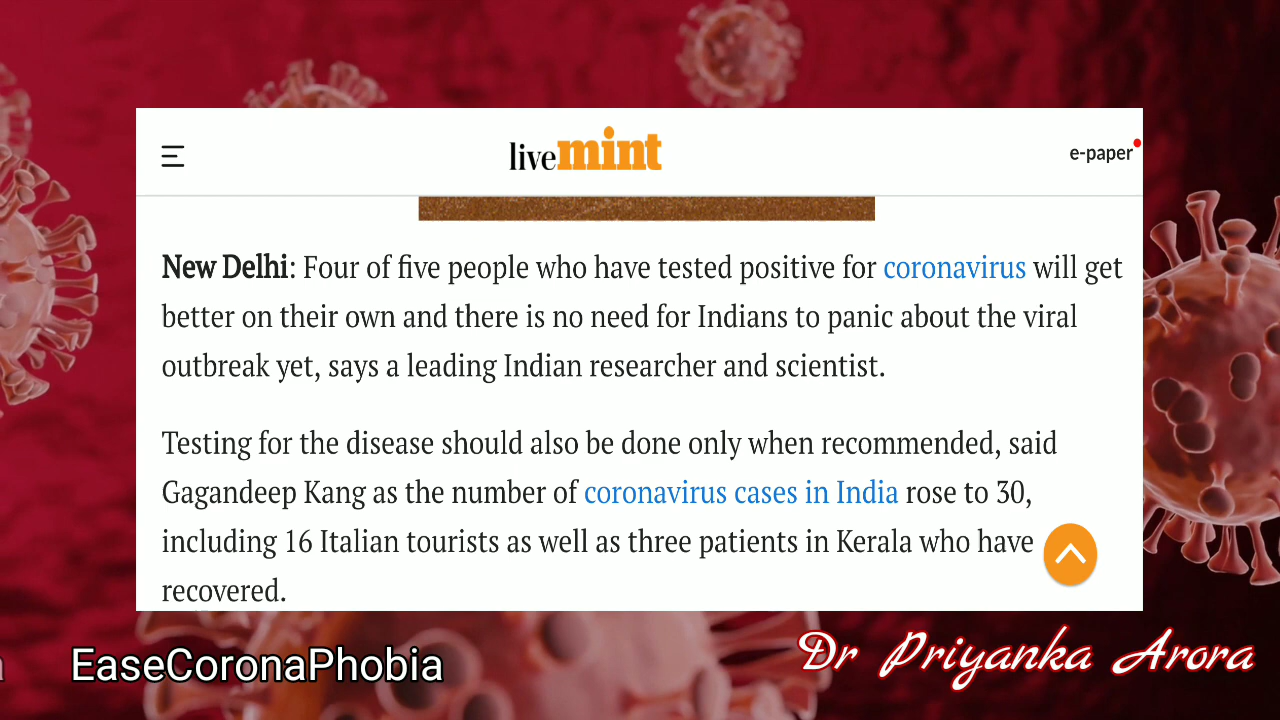 livemint
e-paper
New Delhi: Four of five people who have tested positive for coronavirus will get
better on their own and there is no need for Indians to panic about the viral
outbreak yet, says a leading Indian researcher and scientist.
Testing for the disease should also be done only when recommended, said
Gagandeep Kang as the number of coronavirus cases in India rose to 30,
including 16 Italian tourists as well as three patients in Kerala who have
recovered.
EaseCoronaPhobia
Dr Priyanka Arora